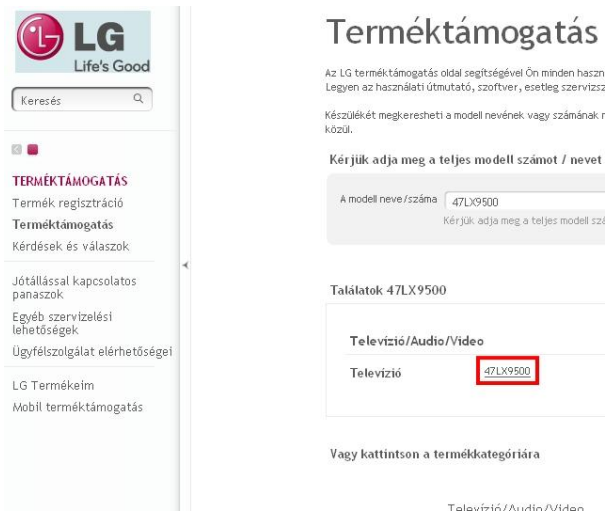 LG
Life's Good
Keresés
TERMÉKTÁMOGATÁS
Termék regisztráció
Terméktámogatás
Kérdések és válaszok
Jótállással kapcsolatos
panaszok
Egyéb szervizelési
lehetőségek
Ügyfélszolgálat elérhetőségei
LG Termékeim
Mobil terméktámogatás
Terméktámogatás
Az LG terméktámogatás oldal segítségével Ön minden
Legyen az használati útmutató, szoftver, esetleg
Készülékét megkeresheti a modell nevének vagy számának
közül.
Kérjük adja meg a teljes modell számot / nevet
A modell neve/száma 47LX9500
Kérjük adja meg a teljes modell
Találatok 47LX9500
Televízió/Audio/Video
Televízió 47LX9500
Vagy kattintson a termékkategóriára
Televízió/Audio/Video